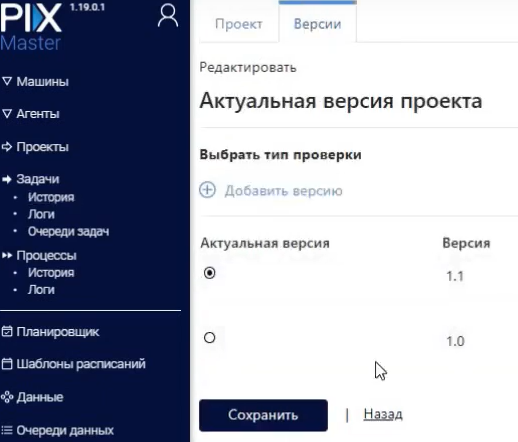 PIX 1.19.0.1
Master
Машины
Агенты
Проекты
Задачи
История
Логи
Очереди задач
Процессы
История
Логи
Планировщик
Шаблоны расписаний
Данные
Очереди данных
Проект Версии
Редактировать
Актуальная версия проекта
Выбрать тип проверки
Добавить версию
Актуальная версия Версия
1.1
1.0
Сохранить | Назад